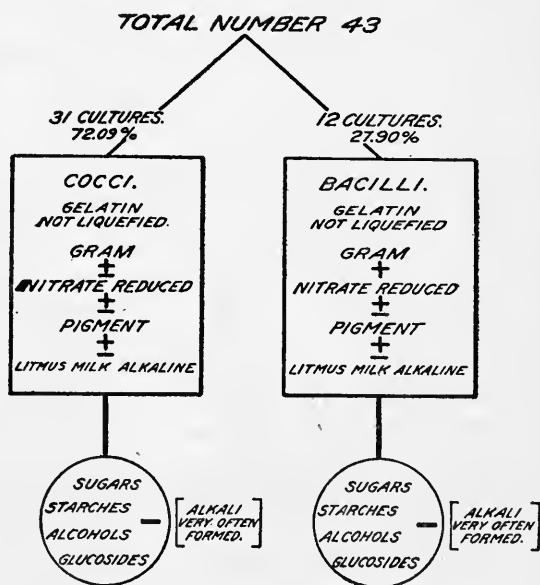 TOTAL NUMBER 43
31 CULTURES.
72.09%
COCCI.
GELATIN
NOT LIQUEFIED.
GRAM
±
NITRATE REDUCED
±
PIGMENT
±
LITMUS MILK ALKALINE
SUGARS
STARCHES
ALCOHOLS
GLUCOSIDES
—
[ALKALI
VERY OFTEN
FORMED.]
12 CULTURES.
27.90%
BACILLI.
GELATIN
NOT LIQUEFIED
GRAM
+
NITRATE REDUCED
±
PIGMENT
±
LITMUS MILK ALKALINE
SUGARS
STARCHES
ALCOHOLS
GLUCOSIDES
—
[ALKALI
VERY OFTEN
FORMED.]